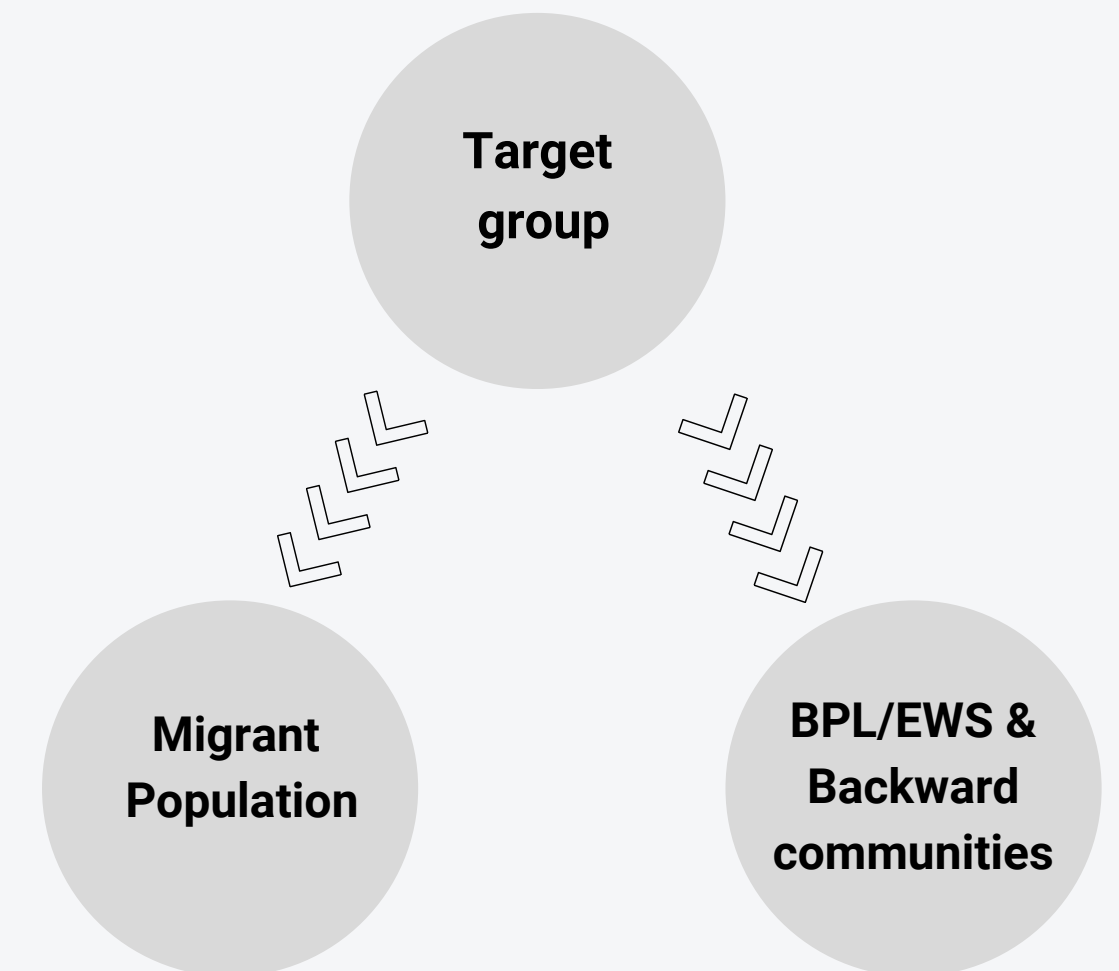 Target
group
Migrant
Population
BPL/EWS &
Backward
communities